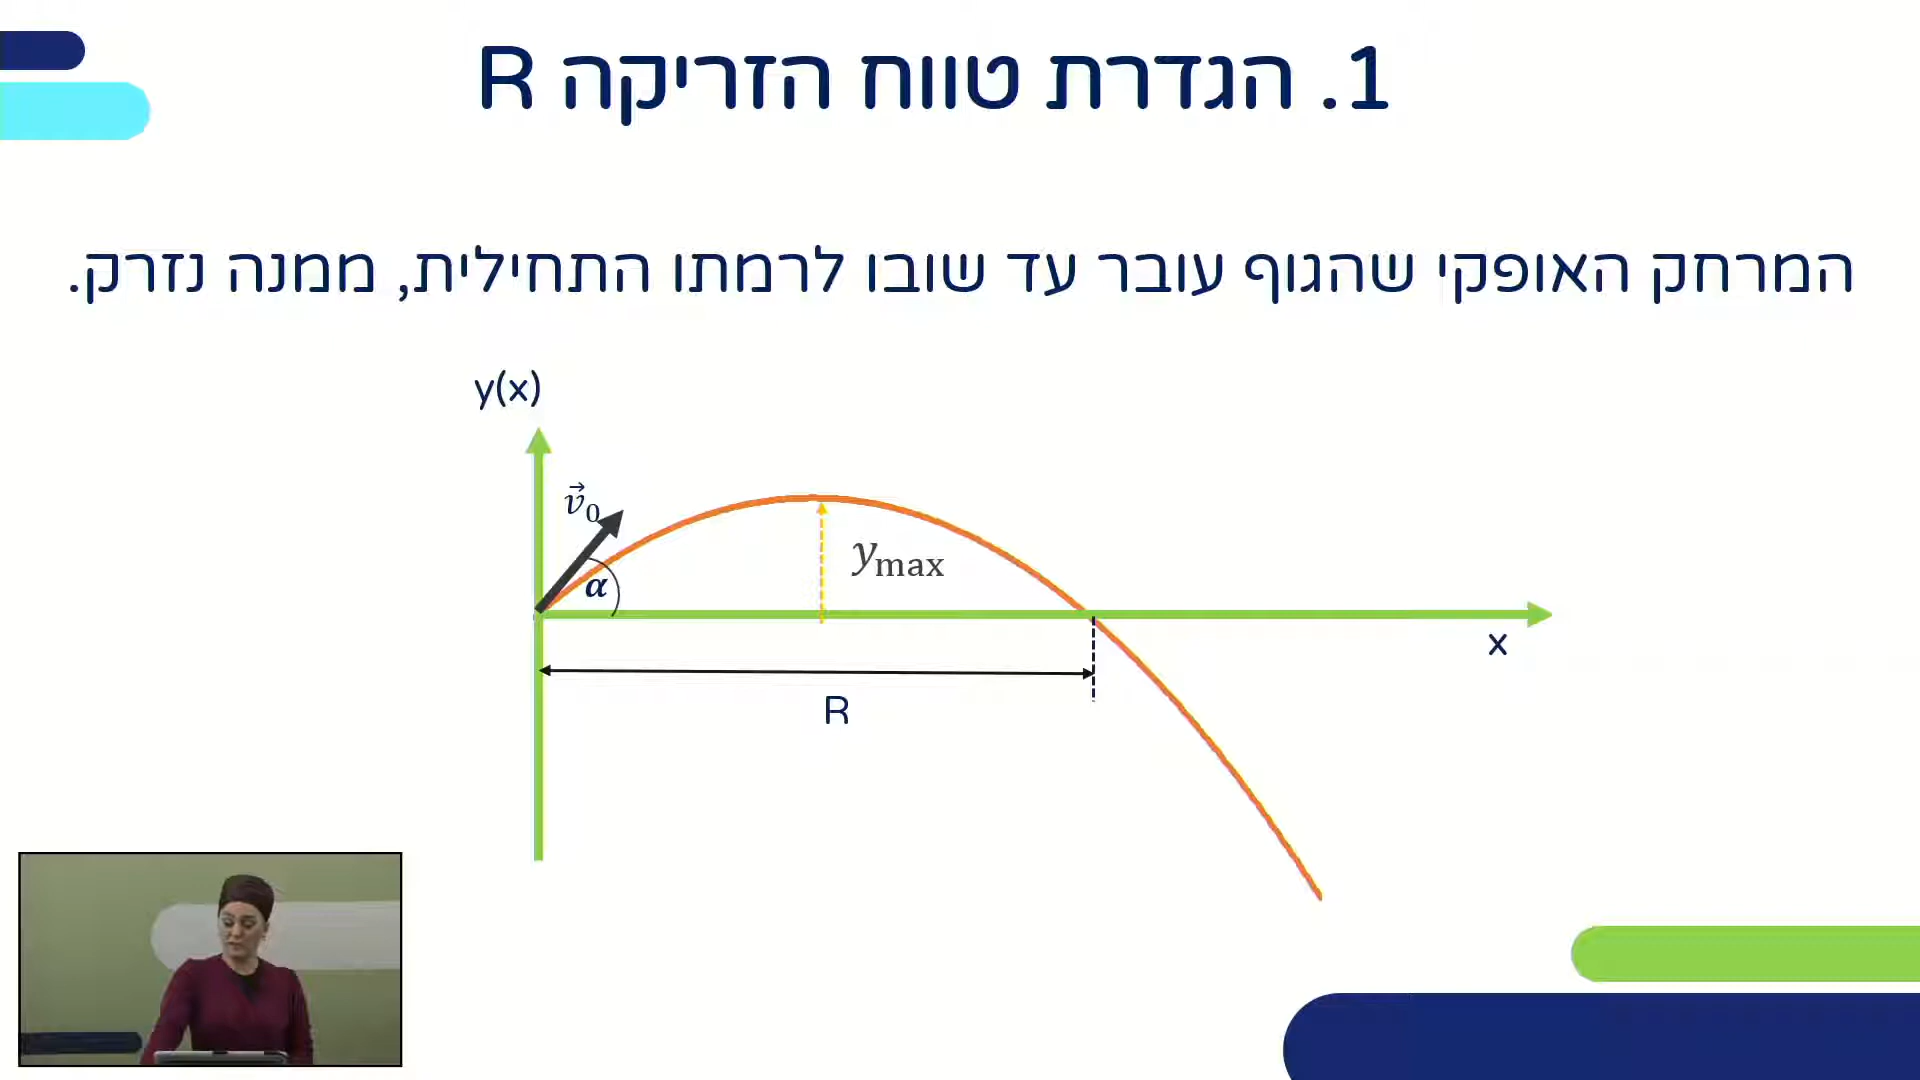 1. הגדרת טווח הזריקה R
המרחק האופקי שהגוף עובר עד שובו לרמתו התחילית, ממנה נזרק.
y(x)
v⃗₀
α
yₘₐₓ
x
R